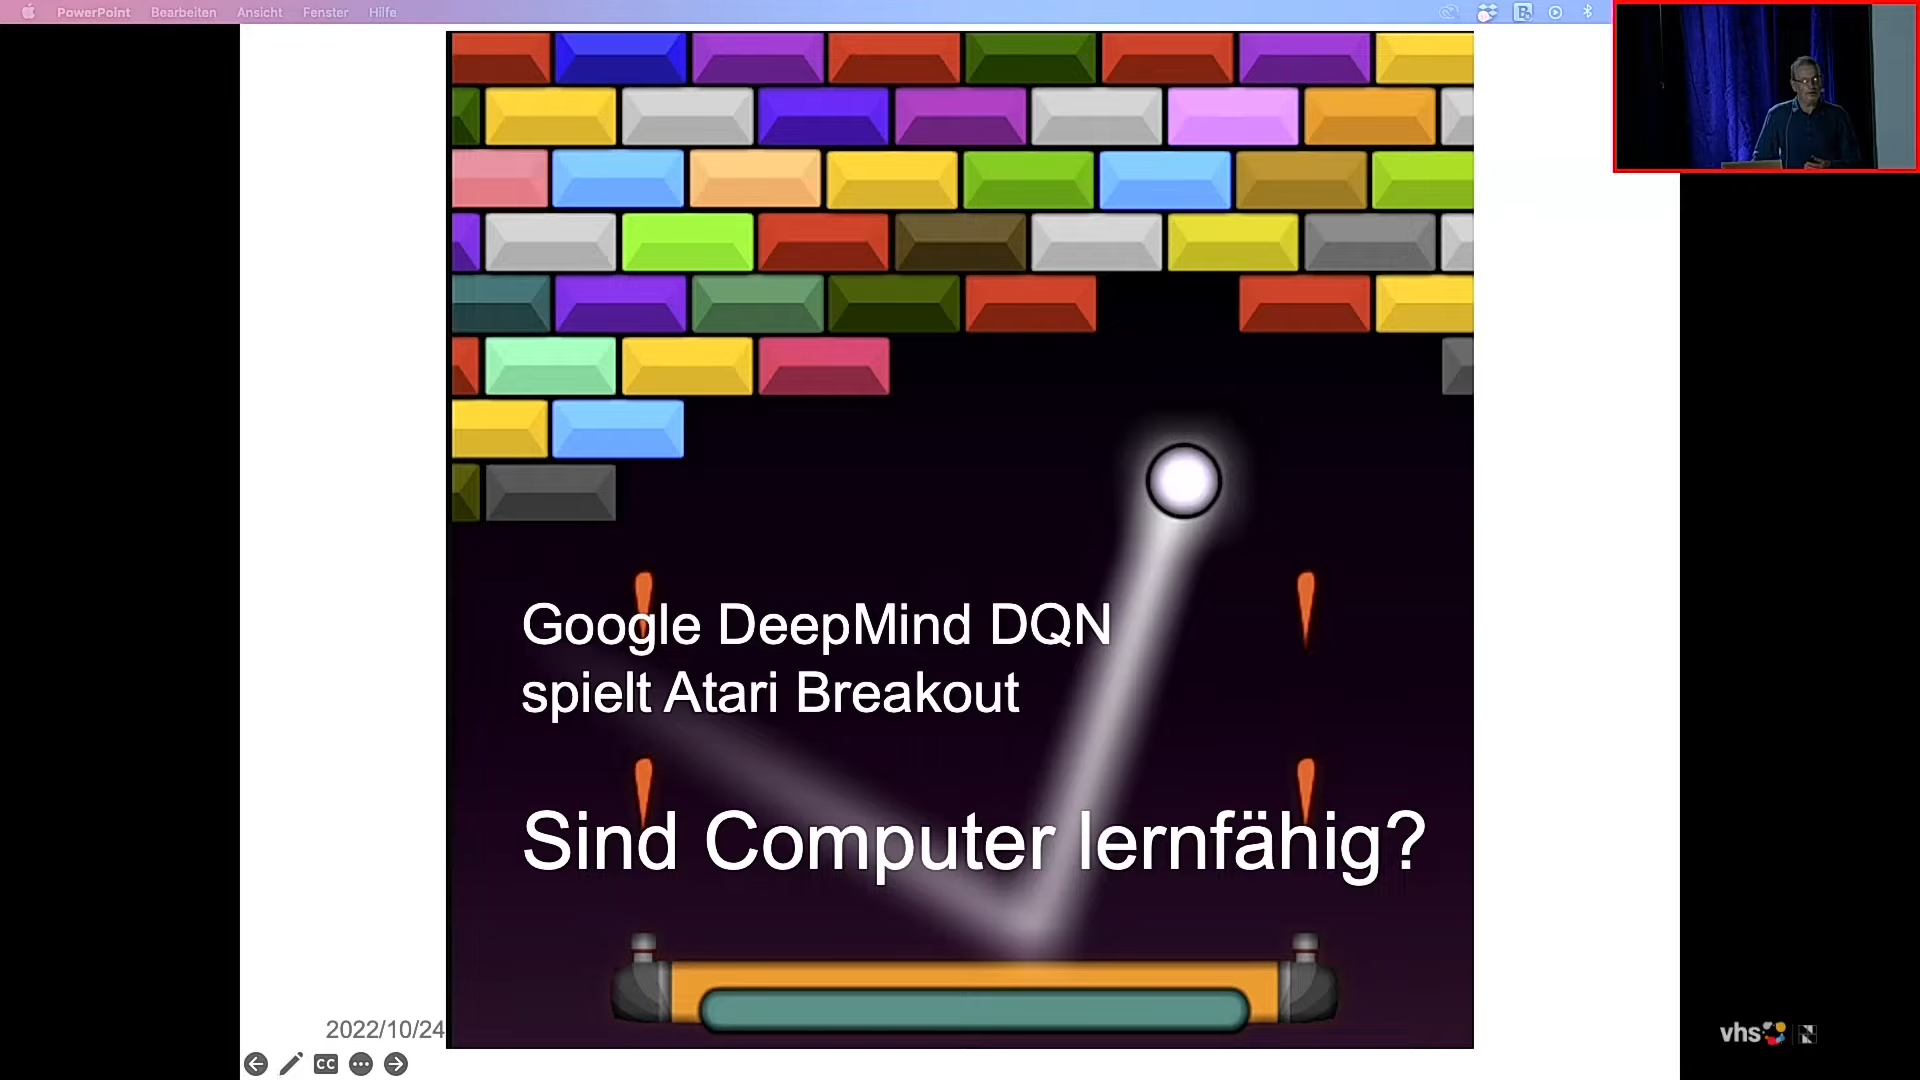 PowerPoint Bearbeiten Ansicht Fenster Hilfe
Google DeepMind DQN
spielt Atari Breakout
Sind Computer lernfähig?
2022/10/24
CC
vhs